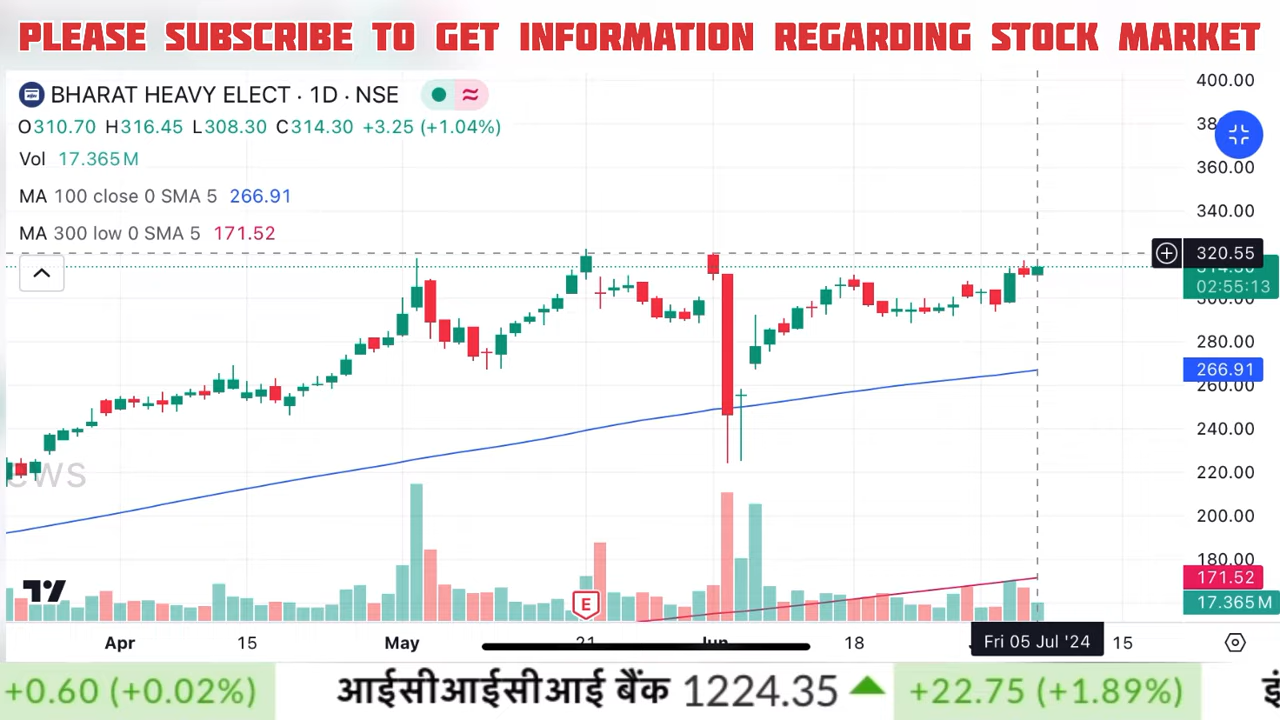 PLEASE SUBSCRIBE TO GET INFORMATION REGARDING STOCK MARKET
BHARAT HEAVY ELECT · 1D · NSE
O310.70 H316.45 L308.30 C314.30 +3.25 (+1.04%)
Vol 17.365M
MA 100 close 0 SMA 5 266.91
MA 300 low 0 SMA 5 171.52
400.00
360.00
340.00
320.55
02:55:13
300.00
280.00
266.91
260.00
240.00
220.00
200.00
180.00
171.52
17.365M
E
Apr 15 May 21 Jun 18 Fri 05 Jul '24 15
+0.60 (+0.02%) आईसीआईसीआई बैंक 1224.35 +22.75 (+1.89%)